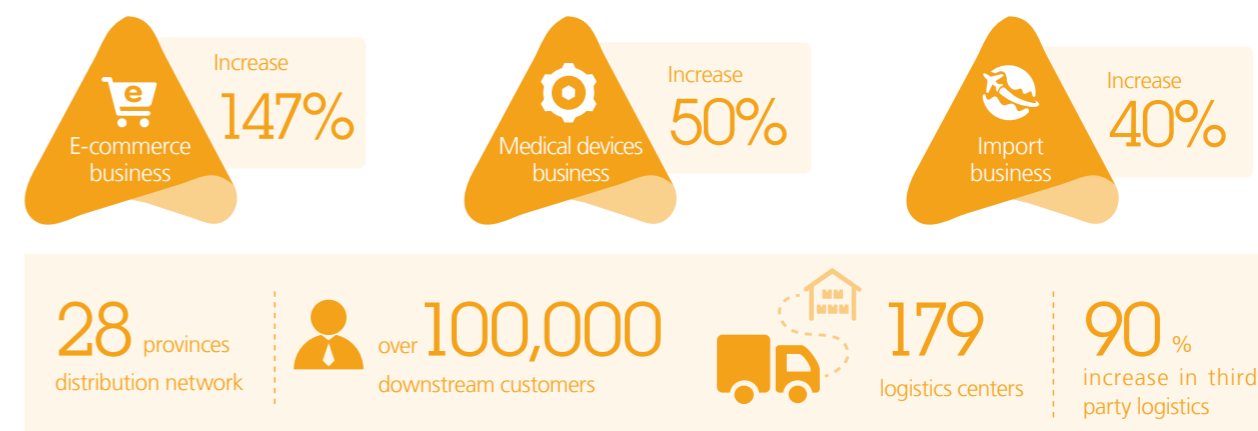 Increase
147%
e
E-commerce
business
Increase
50%
Medical devices
business
Increase
40%
Import
business
28 provinces
distribution network
over 100,000
downstream customers
179
logistics centers
90 %
increase in third
party logistics